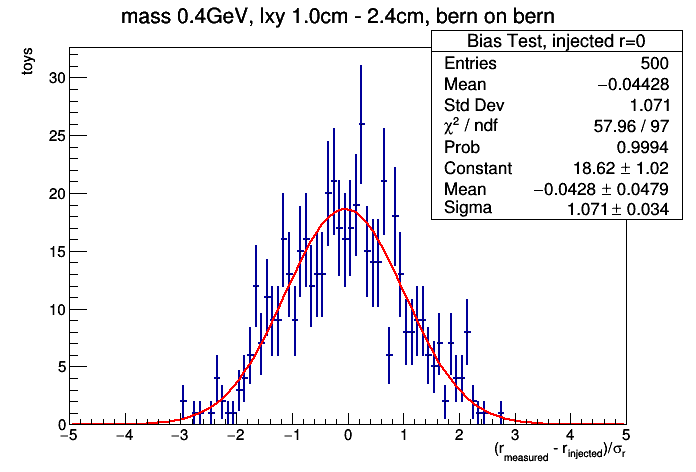 mass 0.4GeV, lxy 1.0cm - 2.4cm, bern on bern
toys
Bias Test, injected r=0
Entries 500
Mean −0.04428
Std Dev 1.071
χ² / ndf 57.96 / 97
Prob 0.9994
Constant 18.62 ± 1.02
Mean −0.0428 ± 0.0479
Sigma 1.071 ± 0.034
30
25
20
15
10
5
0
−5 −4 −3 −2 −1 0 1 2 3 4 5
(r_measured - r_injected)/σ_r